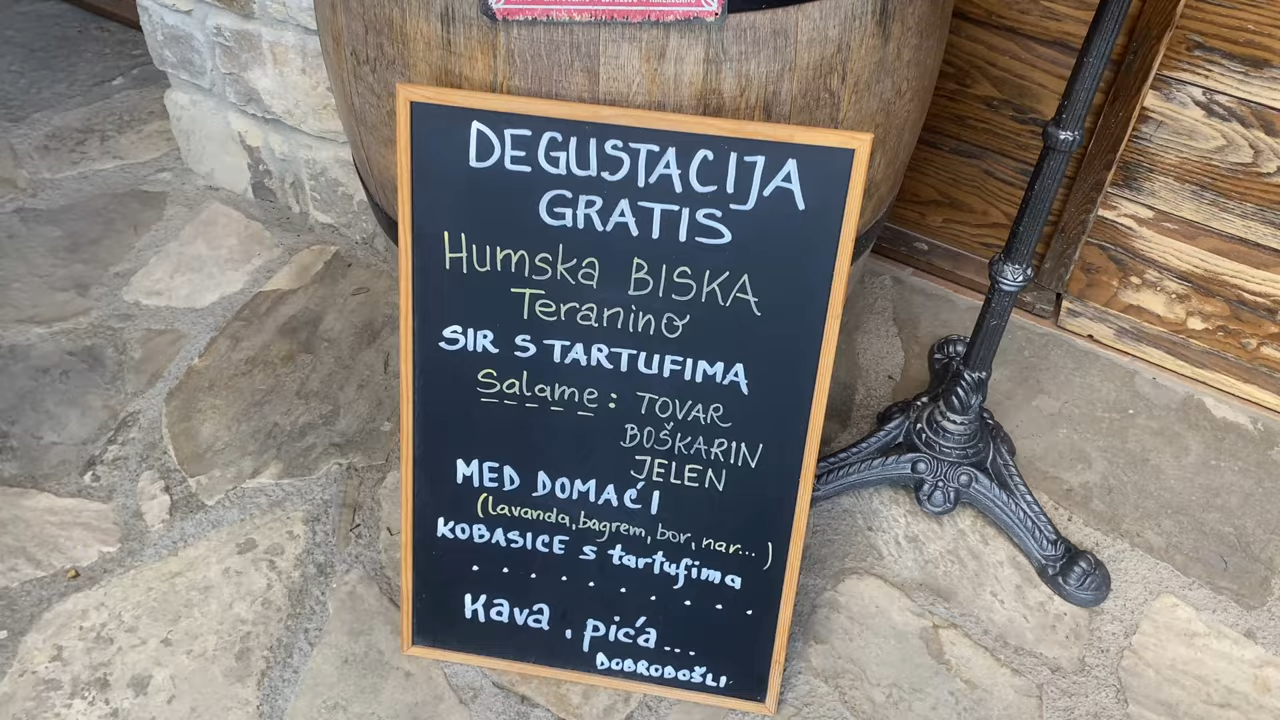 DEGUSTACIJA
GRATIS
Humska BISKA
Teranino
SIR S TARTUFIMA
Salame: TOVAR
BOŠKARIN
JELEN
MED DOMAĆI
(lavanda, bagrem, bor, nar...)
KOBASICE s tartufima
. . . . . . . . . .
Kava, pića...
DOBRODOŠLI